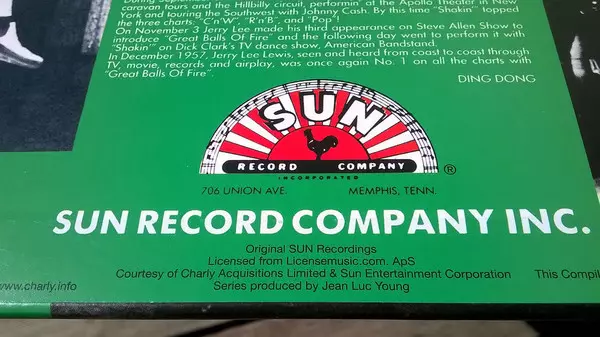 caravan tours and the Hillbilly circuit, performin' at the Apollo Theater in New
York and touring the Southwest with Johnny Cash. By this time "Shakin" topped
the three charts: "C'n'W", "R'n'B", and "Pop"!
On November 3 Jerry Lee made his third appearance on Steve Allen Show to
introduce "Great Balls Of Fire" and the following day went to perform it with
"Shakin'" on Dick Clark's TV dance show, American Bandstand.
In December 1957, Jerry Lee Lewis, seen and heard from coast to coast through
TV, movie, records and airplay, was once again No. 1 on all the charts with
"Great Balls Of Fire".
DING DONG
SUN
RECORD COMPANY
INCORPORATED
®
706 UNION AVE. MEMPHIS, TENN.
SUN RECORD COMPANY INC.
Original SUN Recordings
Licensed from Licensemusic.com. ApS
Courtesy of Charly Acquisitions Limited & Sun Entertainment Corporation
This Compil
www.charly.info
Series produced by Jean Luc Young